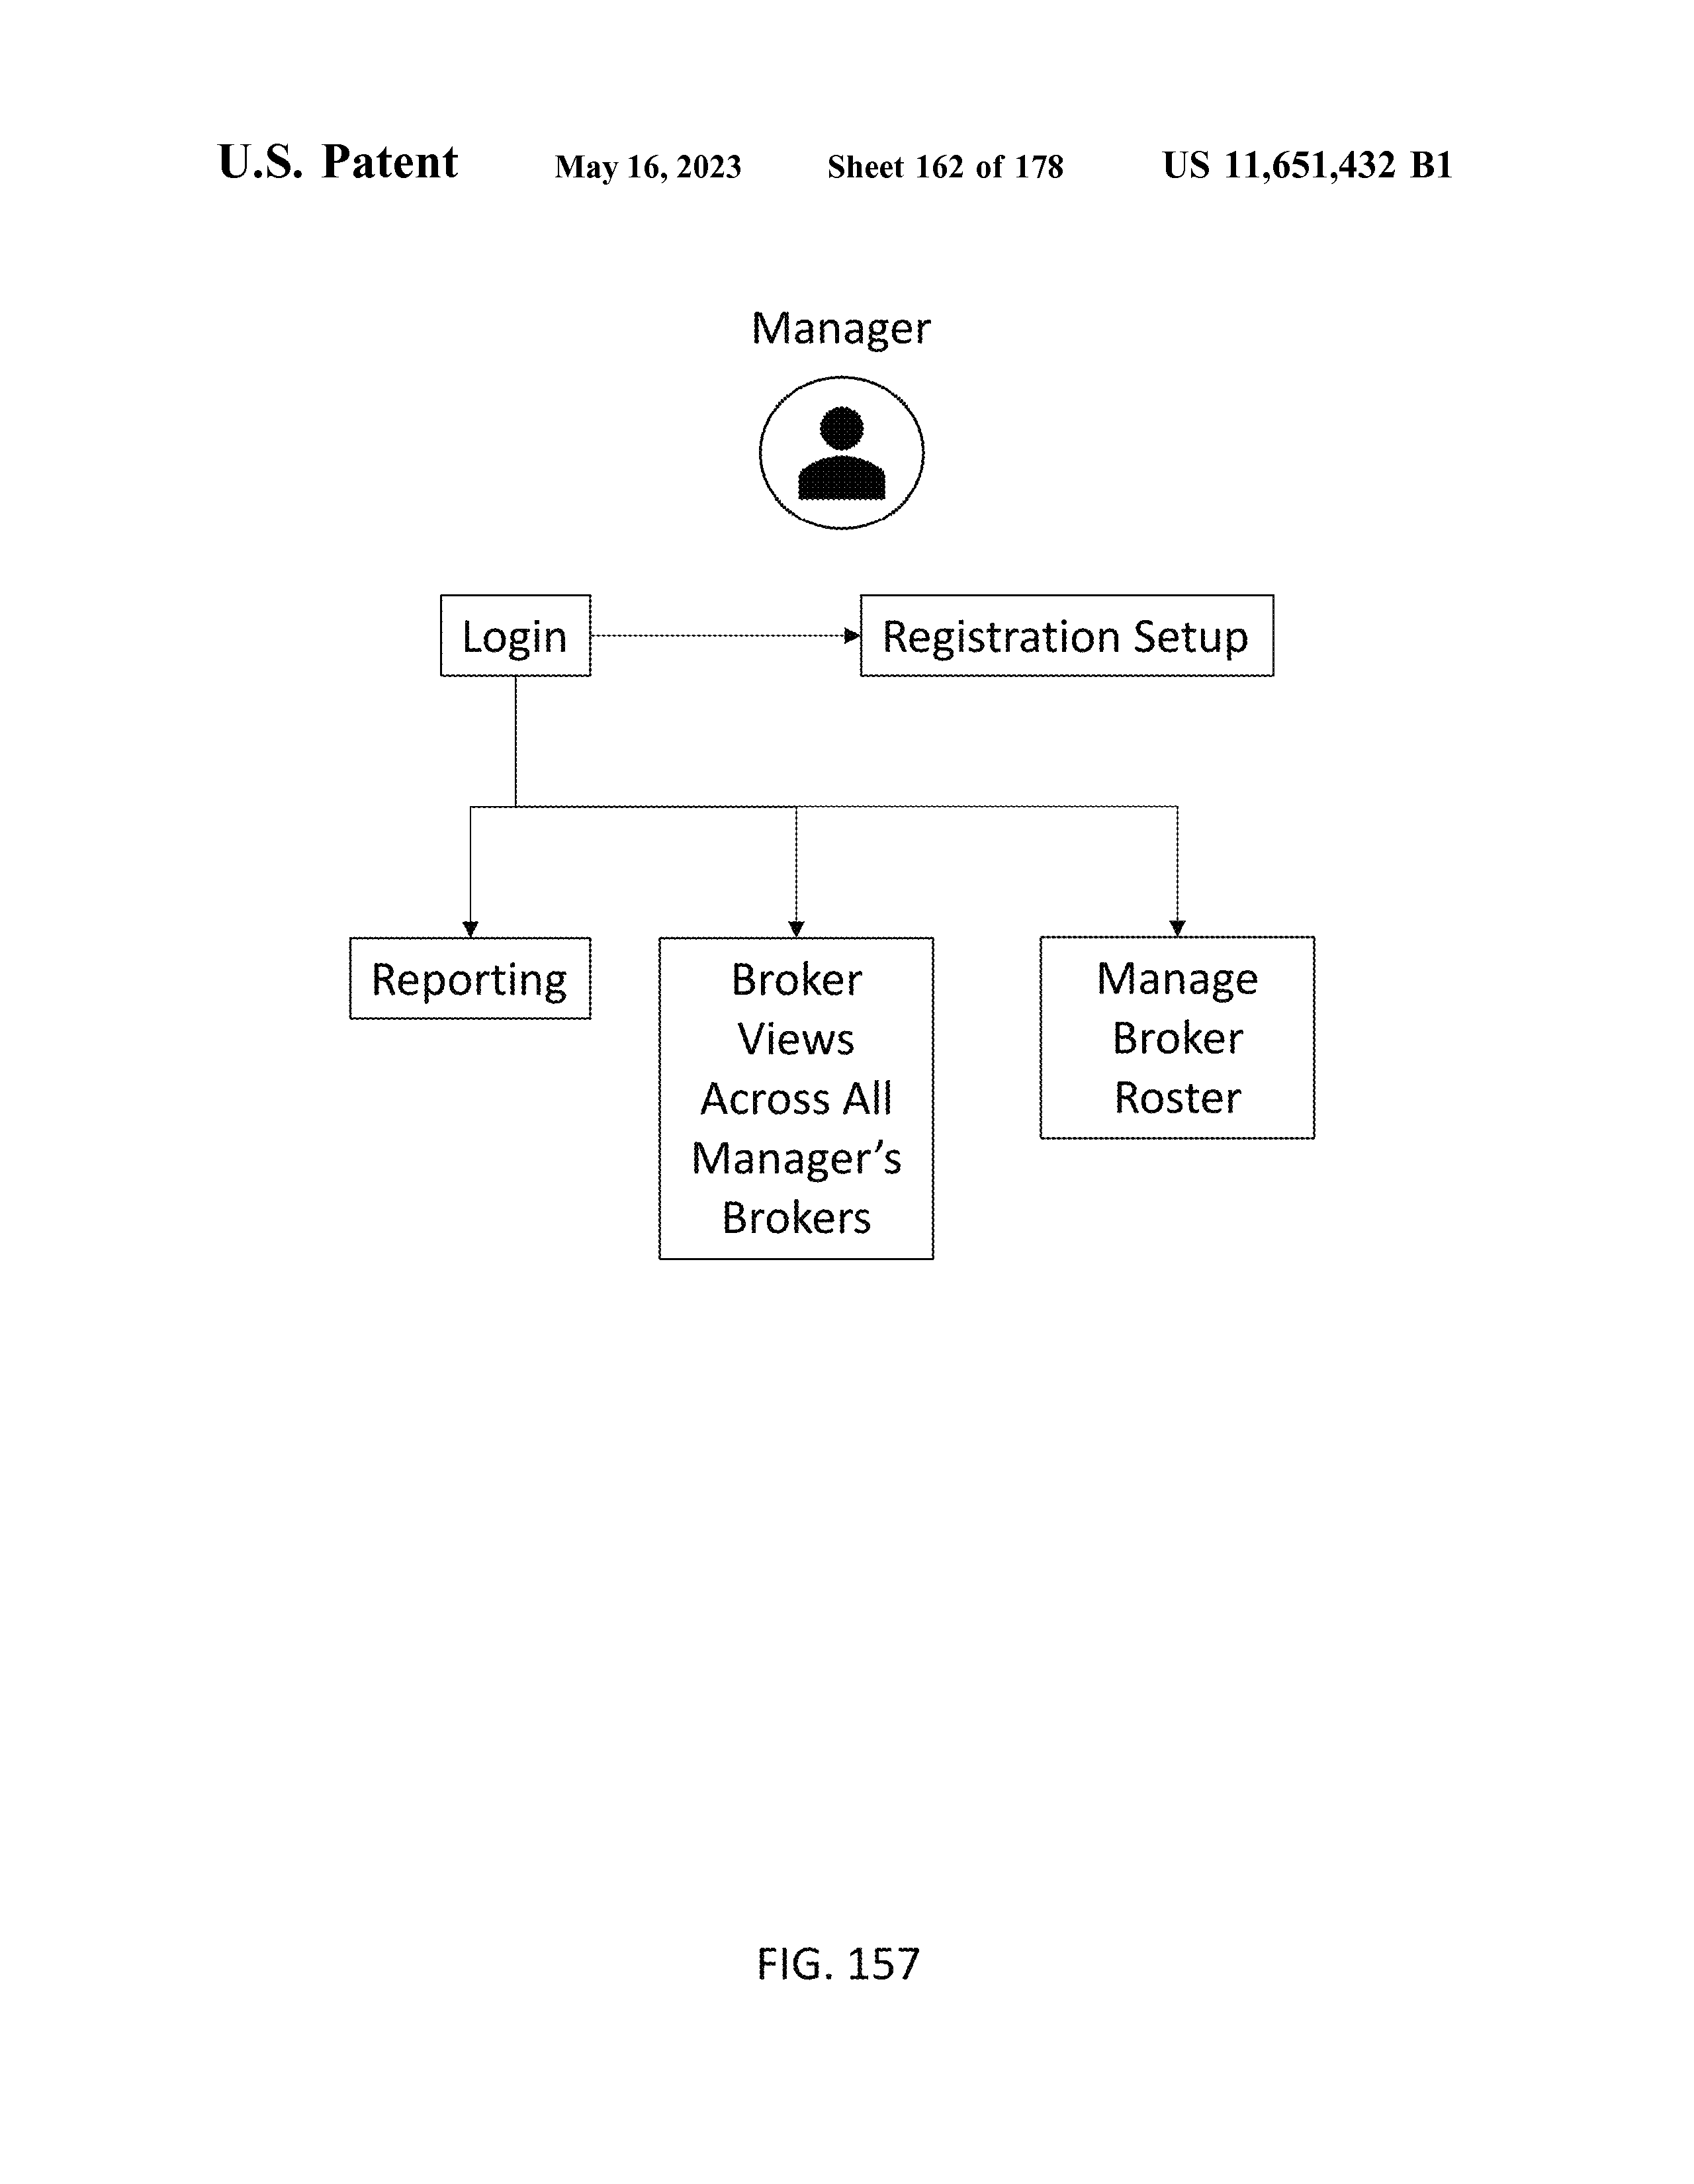 U.S. Patent May 16, 2023 Sheet 162 of 178 US 11,651,432 B1
Manager
Login
Registration Setup
Reporting
Broker
Views
Across All
Manager’s
Brokers
Manage
Broker
Roster
FIG. 157